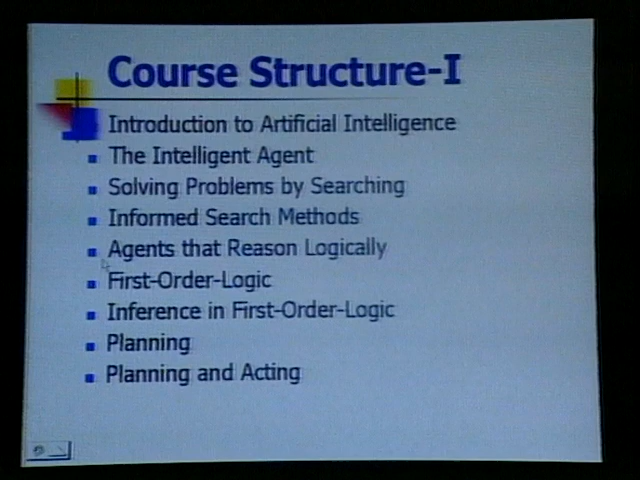 Course Structure-I
Introduction to Artificial Intelligence
The Intelligent Agent
Solving Problems by Searching
Informed Search Methods
Agents that Reason Logically
First-Order-Logic
Inference in First-Order-Logic
Planning
Planning and Acting